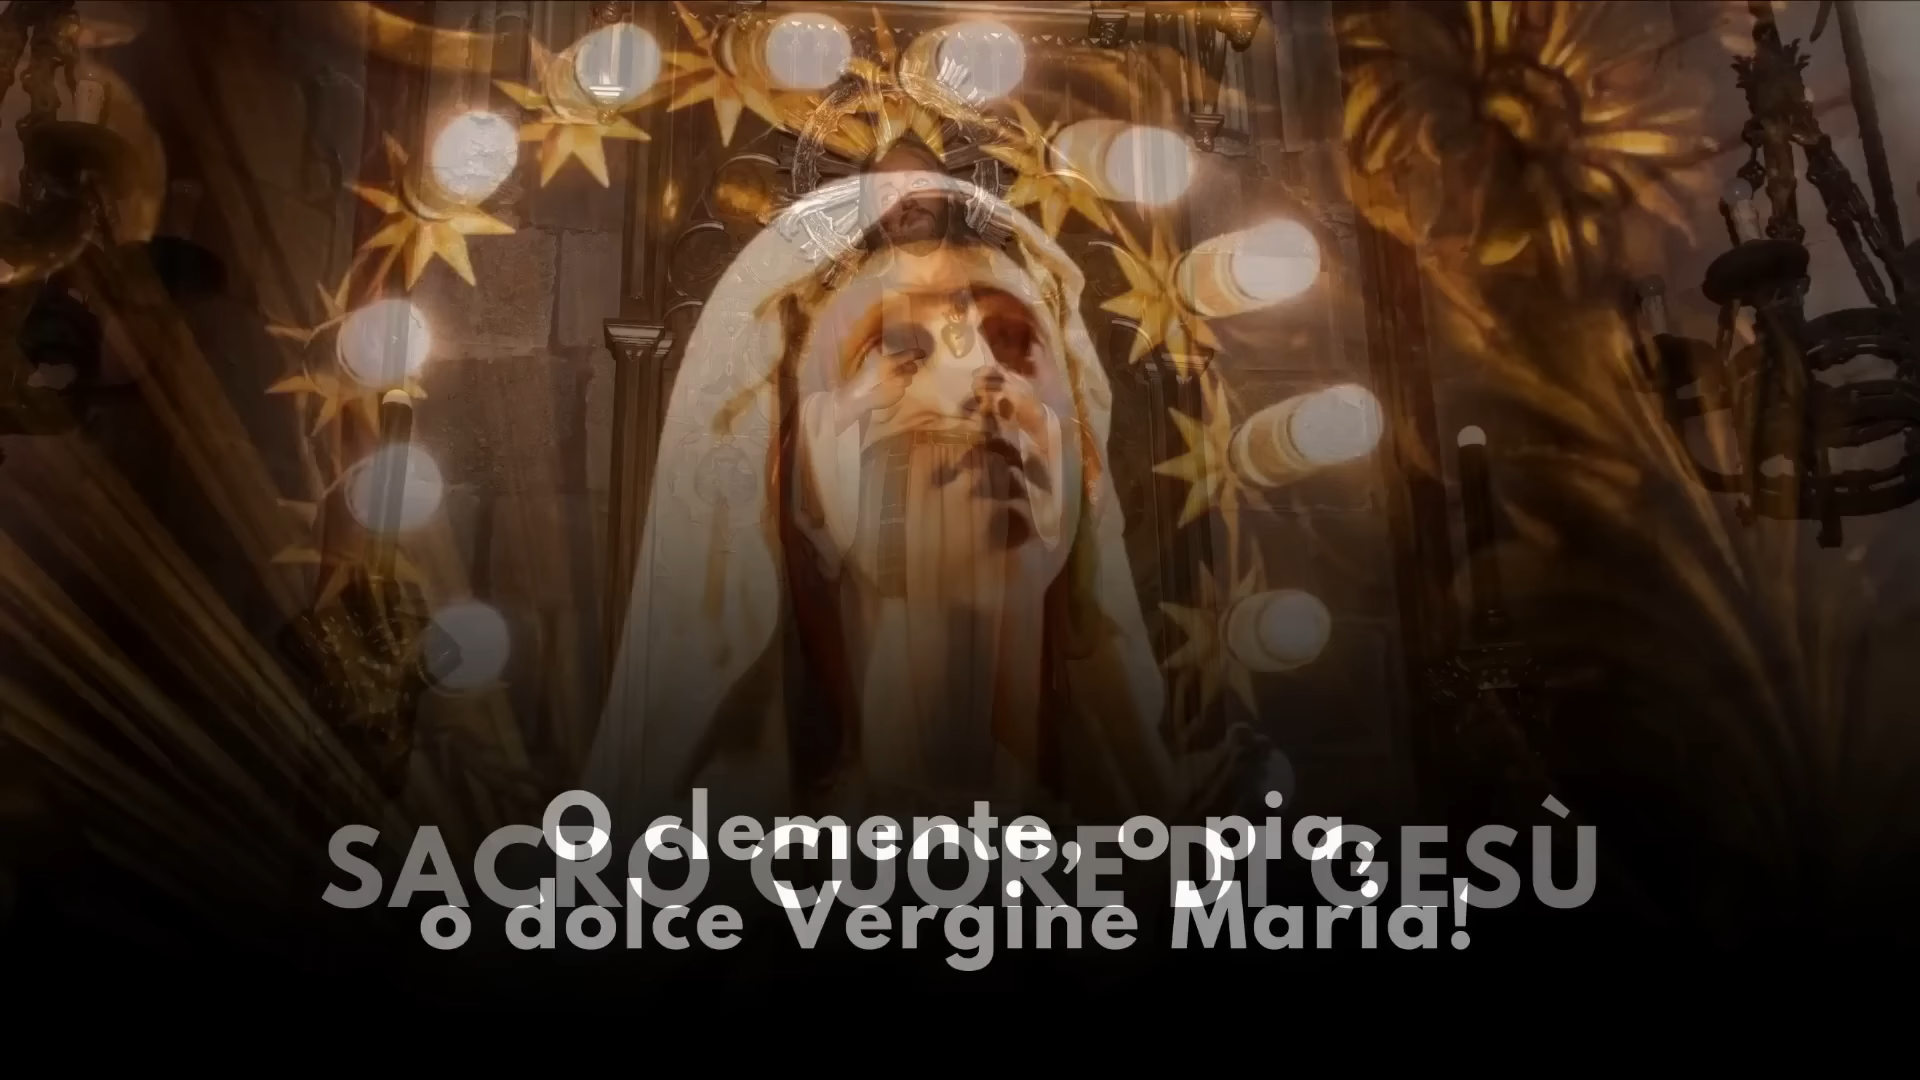 O clemente, o pia,
SACRO CUORE DI GESÙ
o dolce Vergine Maria!